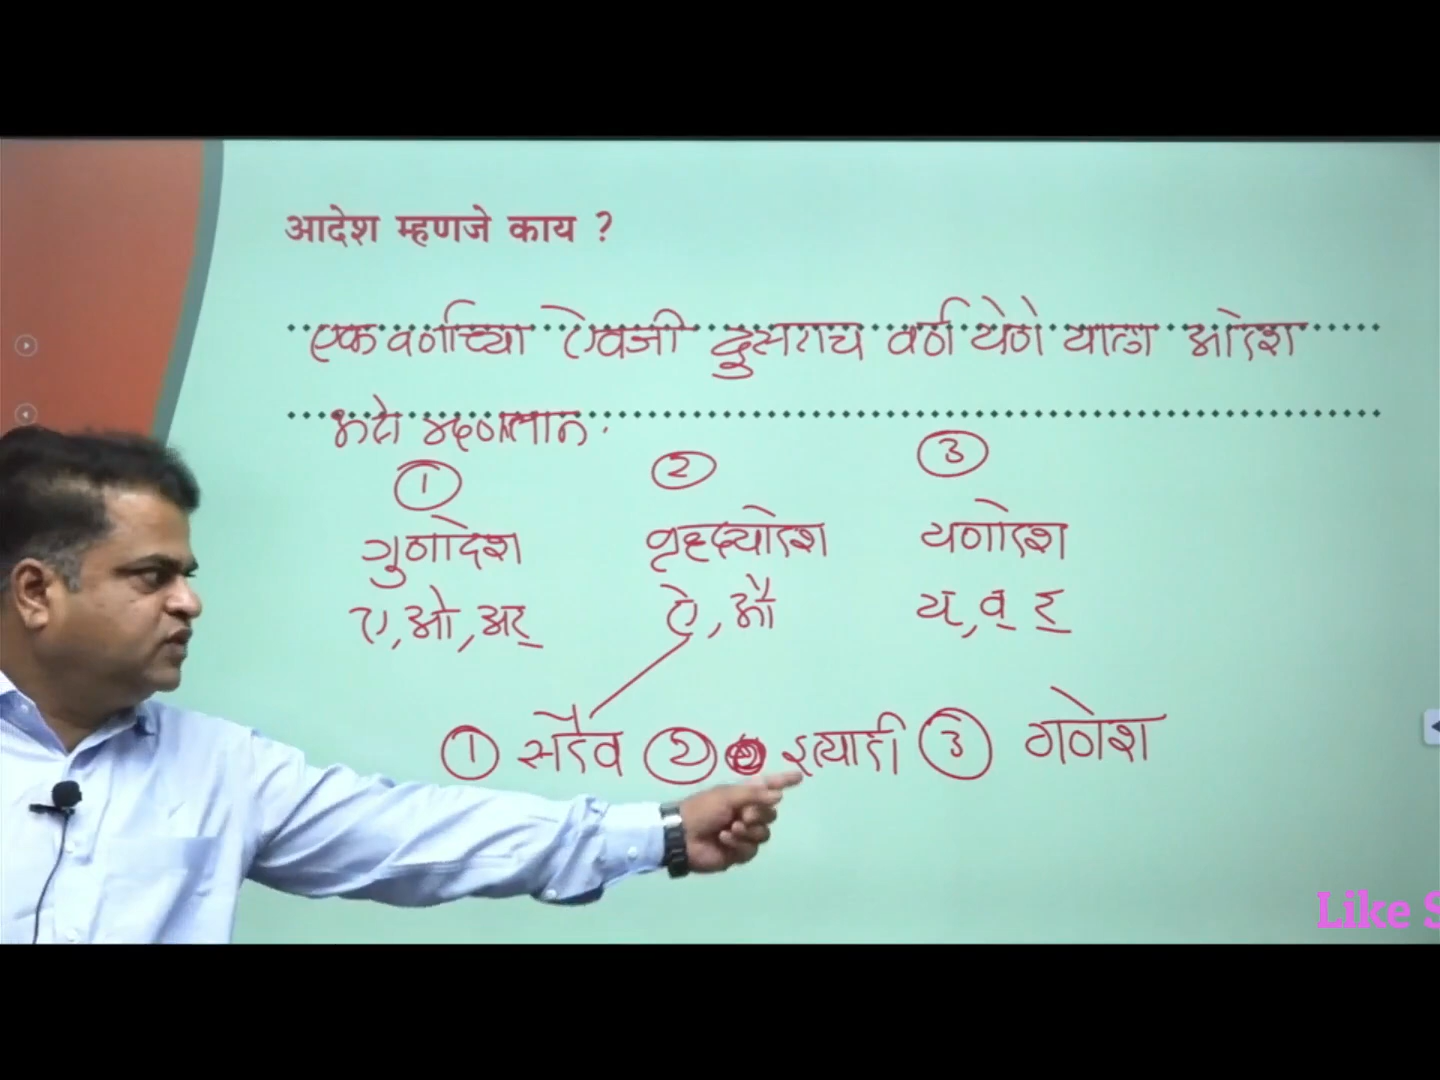 आदेश म्हणजे काय ?
एक वर्णाच्या ऐवजी दुसराच वर्ण येणे याला आदेश
असे म्हणतात.
① ② ③
गुणादेश वृद्ध्यादेश यणादेश
ए, ओ, अर् ऐ, औ य्, व् र्
① सदैव ② इत्यादी ③ गणेश
Like S